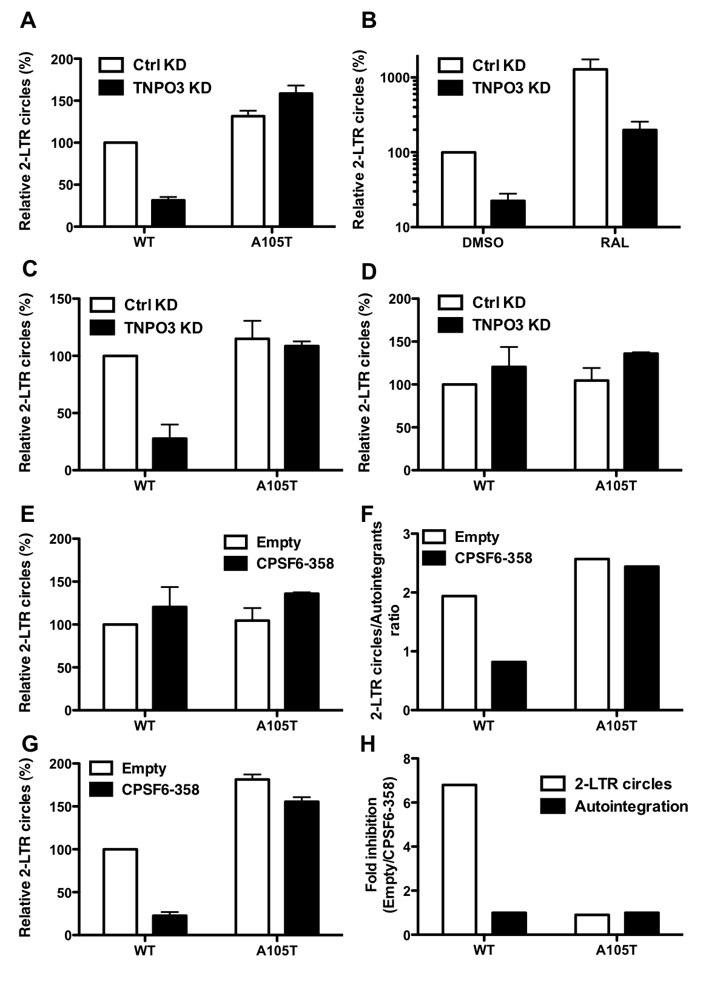 A
Relative 2-LTR circles (%)
200
150
100
50
0
Ctrl KD
TNPO3 KD
WT
A105T
B
Relative 2-LTR circles (%)
1000
100
10
Ctrl KD
TNPO3 KD
DMSO
RAL
C
Relative 2-LTR circles (%)
150
100
50
0
Ctrl KD
TNPO3 KD
WT
A105T
D
Relative 2-LTR circles (%)
200
150
100
50
0
Ctrl KD
TNPO3 KD
WT
A105T
E
Relative 2-LTR circles (%)
200
150
100
50
0
Empty
CPSF6-358
WT
A105T
F
2-LTR circles/Autointegrants
ratio
3
2
1
0
Empty
CPSF6-358
WT
A105T
G
Relative 2-LTR circles (%)
200
150
100
50
0
Empty
CPSF6-358
WT
A105T
H
Fold inhibition
(Empty/CPSF6-358)
8
6
4
2
0
2-LTR circles
Autointegration
WT
A105T